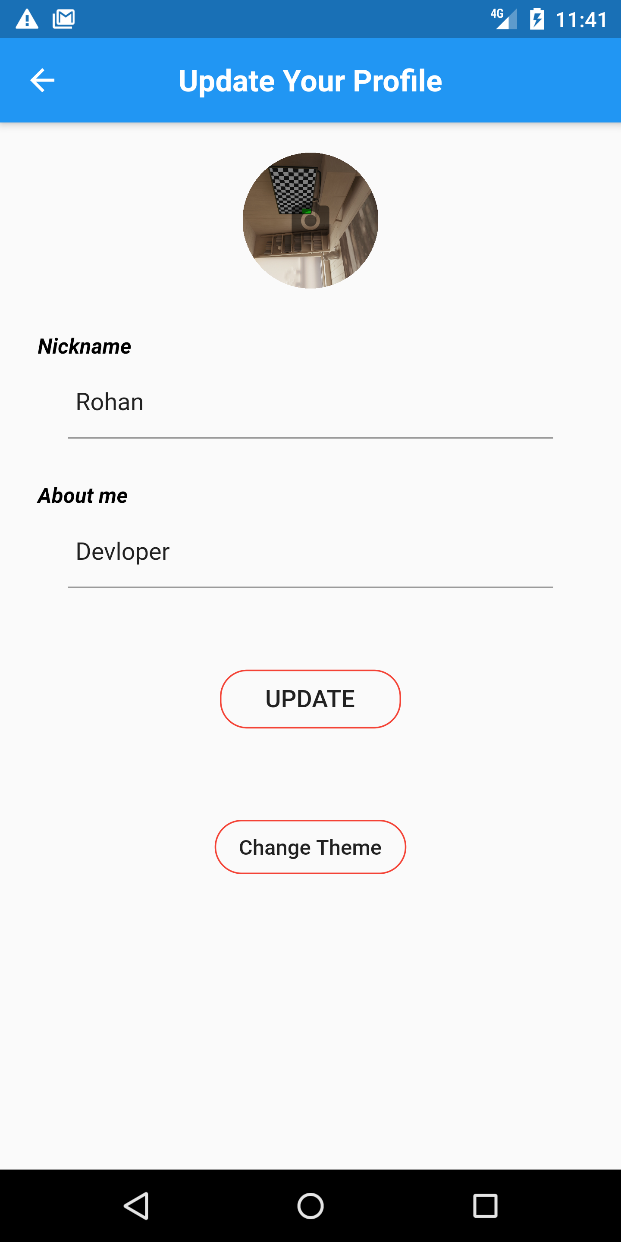 4G 11:41
Update Your Profile
Nickname
Rohan
About me
Devloper
UPDATE
Change Theme